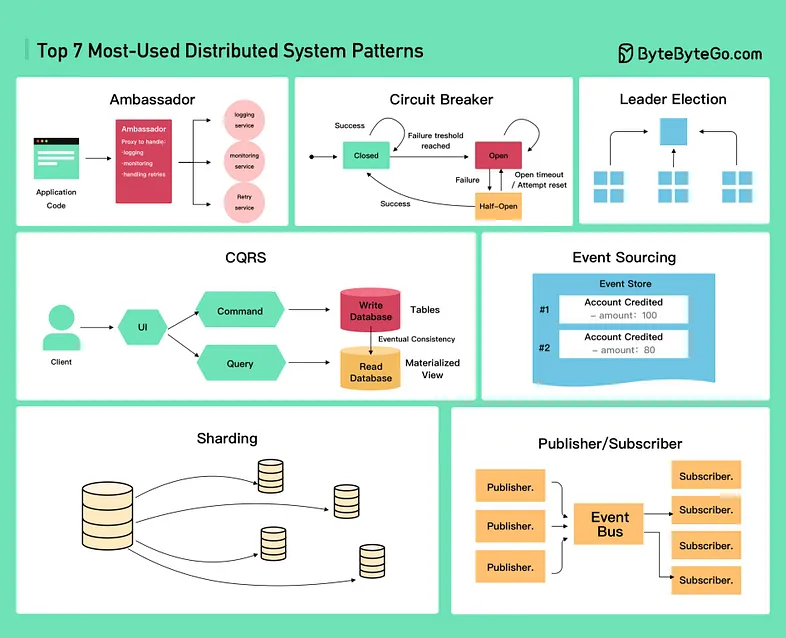 Top 7 Most-Used Distributed System Patterns
ByteByteGo.com
Ambassador
Application
Code
Ambassador
Proxy to handle:
-logging
-monitoring
-handling retries
logging
service
monitoring
service
Retry
service
Circuit Breaker
Success
Closed
Failure treshold
reached
Open
Failure
Open timeout
/ Attempt reset
Half-Open
Success
Leader Election
CQRS
Client
UI
Command
Query
Write
Database
Tables
Eventual Consistency
Read
Database
Materialized
View
Event Sourcing
Event Store
#1
Account Credited
– amount: 100
#2
Account Credited
– amount: 80
Sharding
Publisher/Subscriber
Publisher.
Publisher.
Publisher.
Event
Bus
Subscriber.
Subscriber.
Subscriber.
Subscriber.